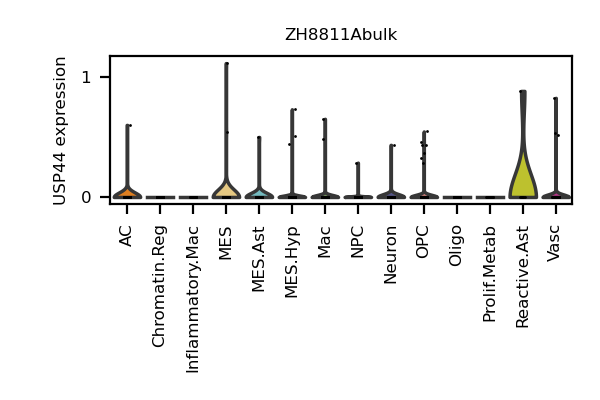 ZH8811Abulk
USP44 expression
1
0
AC
Chromatin.Reg
Inflammatory.Mac
MES
MES.Ast
MES.Hyp
Mac
NPC
Neuron
OPC
Oligo
Prolif.Metab
Reactive.Ast
Vasc